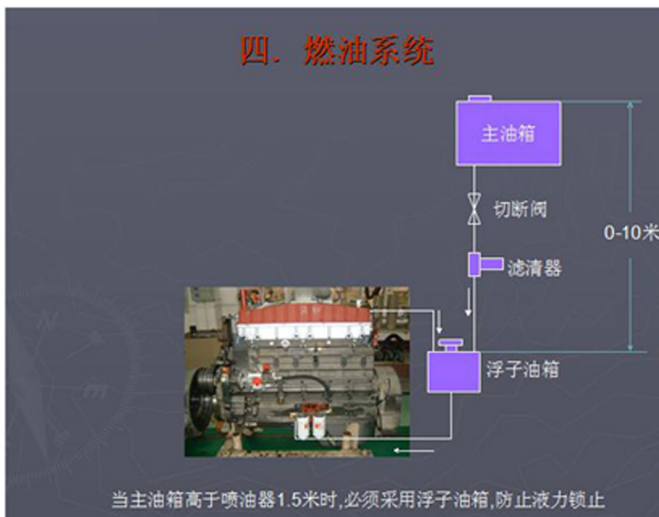 四．燃油系统
主油箱
切断阀
0-10米
滤清器
浮子油箱
当主油箱高于喷油器1.5米时,必须采用浮子油箱,防止液力锁止